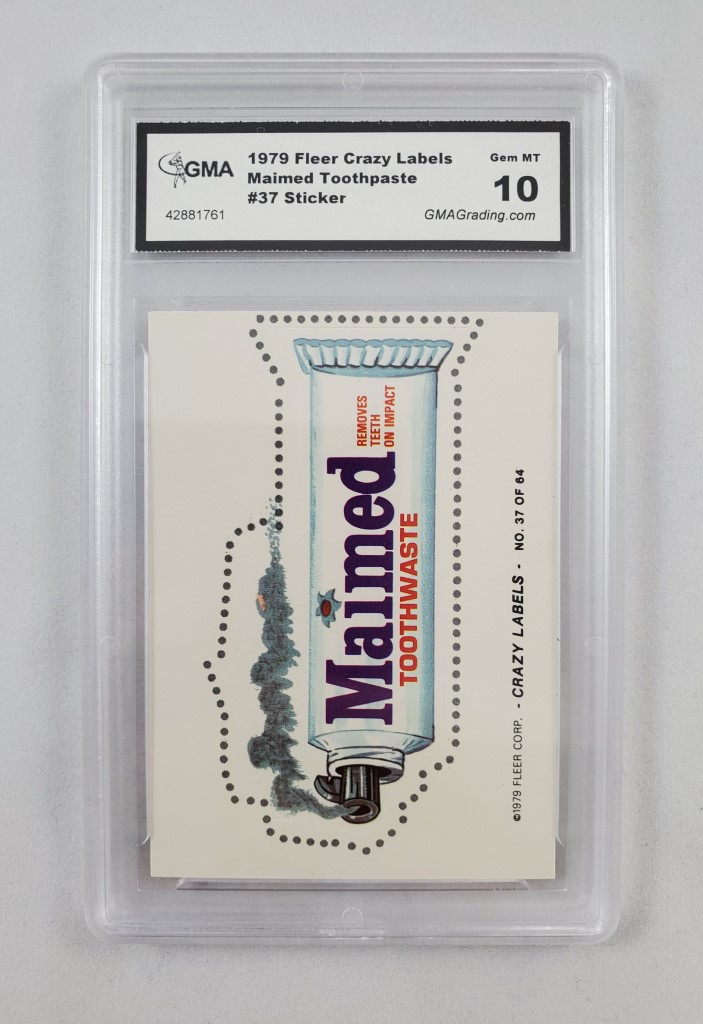 GMA
1979 Fleer Crazy Labels
Maimed Toothpaste
#37 Sticker
42881761
Gem MT
10
GMAGrading.com
Maimed
TOOTHWASTE
REMOVES
TEETH
ON IMPACT
©1979 FLEER CORP. - CRAZY LABELS - NO. 37 OF 64